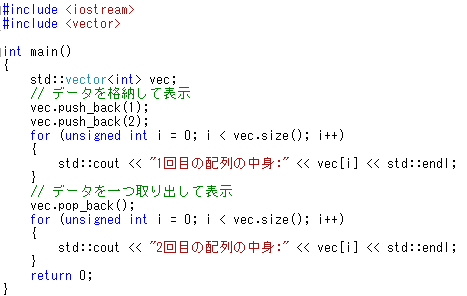 #include <iostream>
#include <vector>

int main()
{
    std::vector<int> vec;
    // データを格納して表示
    vec.push_back(1);
    vec.push_back(2);
    for (unsigned int i = 0; i < vec.size(); i++)
    {
        std::cout << "1回目の配列の中身:" << vec[i] << std::endl;
    }
    // データを一つ取り出して表示
    vec.pop_back();
    for (unsigned int i = 0; i < vec.size(); i++)
    {
        std::cout << "2回目の配列の中身:" << vec[i] << std::endl;
    }
    return 0;
}